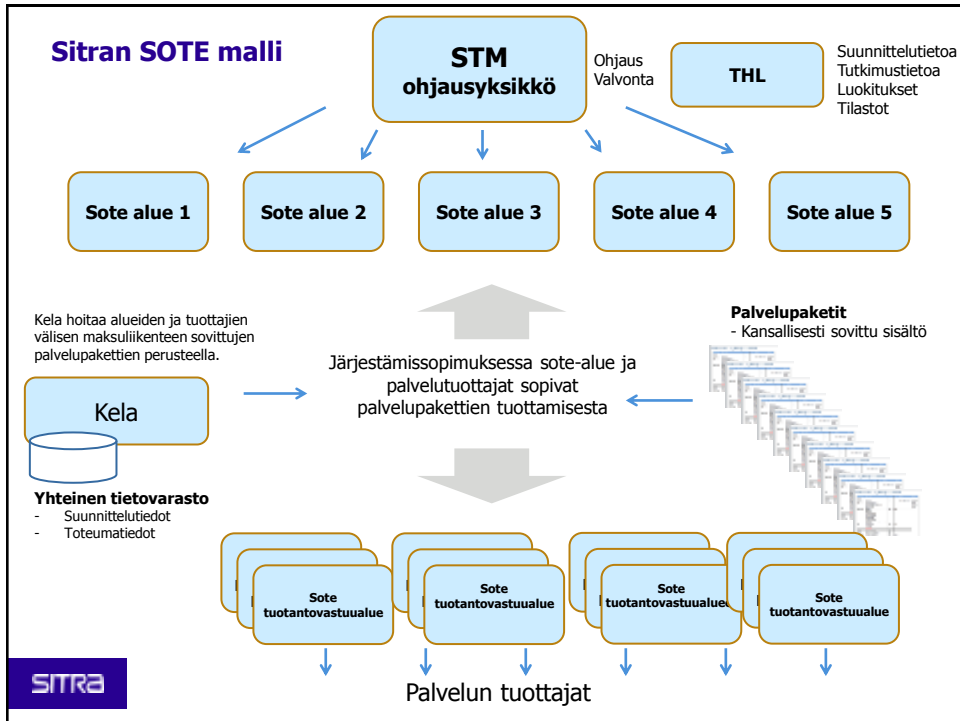 Sitran SOTE malli
STM
ohjausyksikkö
Ohjaus
Valvonta
THL
Suunnittelutietoa
Tutkimustietoa
Luokitukset
Tilastot
Sote alue 1
Sote alue 2
Sote alue 3
Sote alue 4
Sote alue 5
Kela hoitaa alueiden ja tuottajien
välisen maksuliikenteen sovittujen
palvelupakettien perusteella.
Kela
Yhteinen tietovarasto
- Suunnittelutiedot
- Toteumatiedot
Järjestämissopimuksessa sote-alue ja
palvelutuottajat sopivat
palvelupakettien tuottamisesta
Palvelupaketit
- Kansallisesti sovittu sisältö
Sote
tuotantovastuualue
Sote
tuotantovastuualue
Sote
tuotantovastuualueet
Sote
tuotantovastuualue
Palvelun tuottajat
SITRA